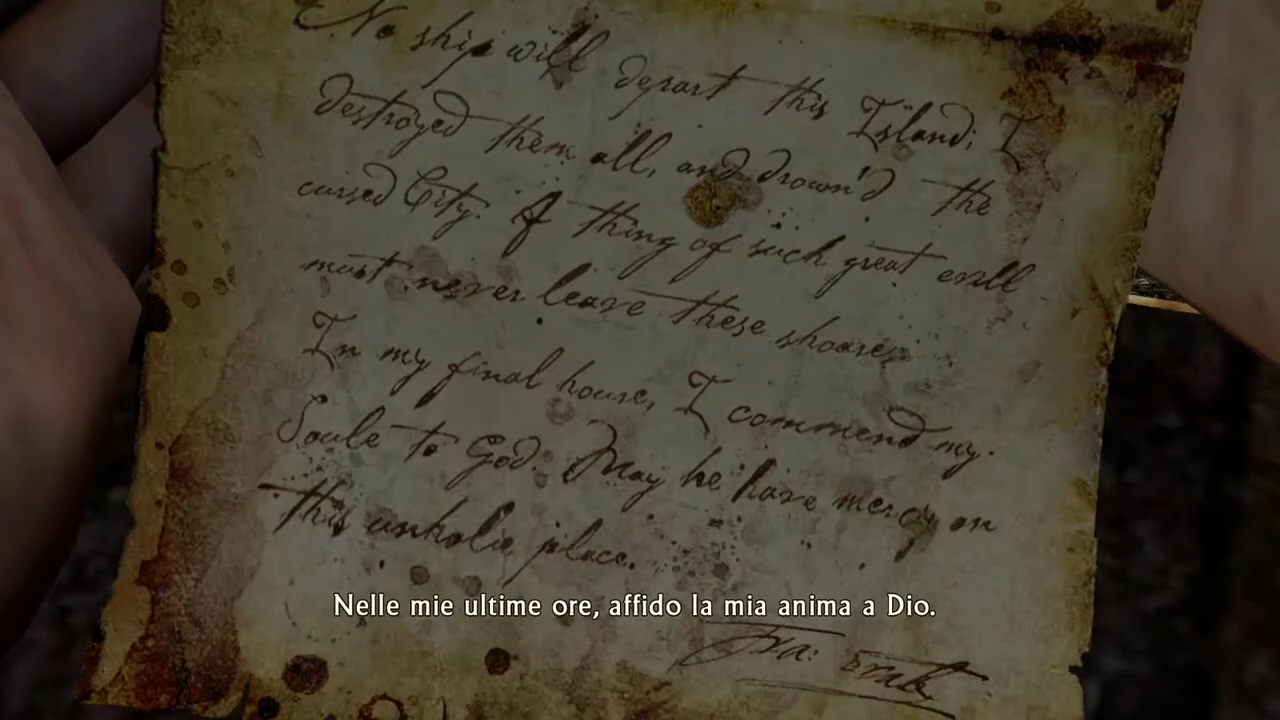 No ship will depart this Island; I
destroyed them all, and drown'd the
cursed City. A thing of such great evill
must never leave these shoares.
In my final houre, I commend my
Soule to God. May he have mercy on
this unholie place.
Nelle mie ultime ore, affido la mia anima a Dio.
Fra: Drake